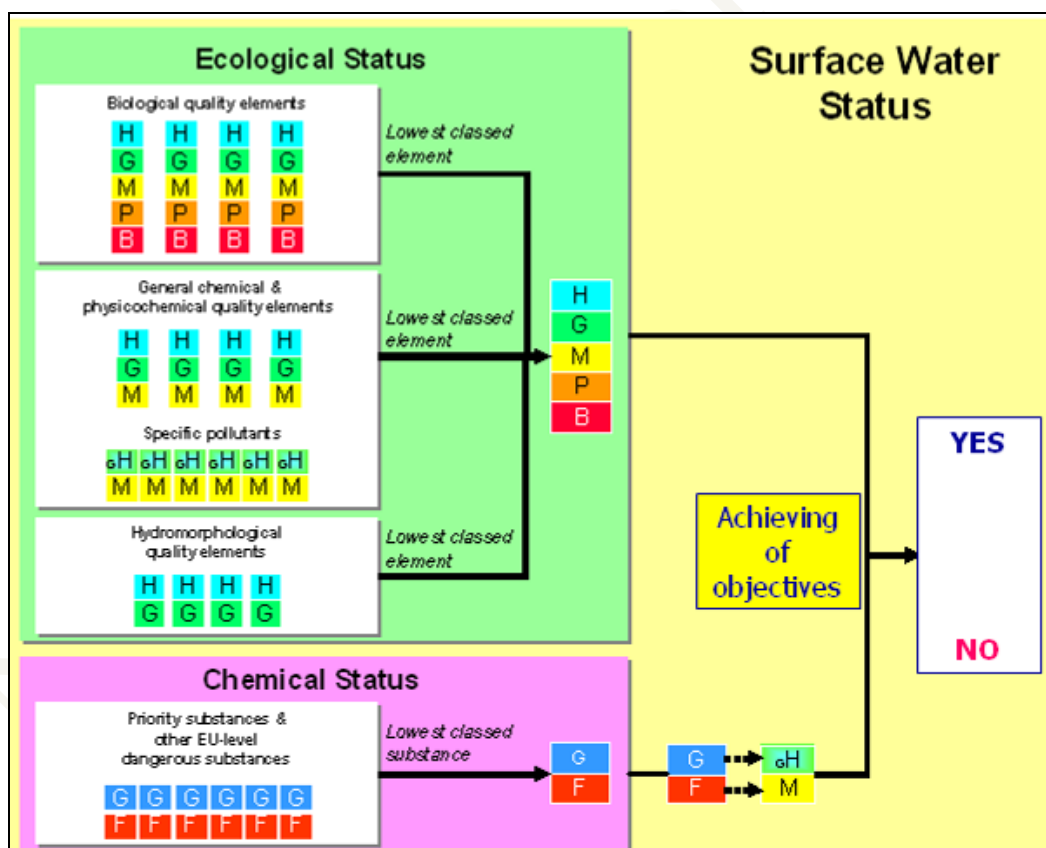 Surface Water
Status
Ecological Status
Biological quality elements
H H H H
G G G G
M M M M
P P P P
B B B B
Lowest classed
element
General chemical &
physicochemical quality elements
H H H H
G G G G
M M M M
Lowest classed
element
Specific pollutants
GH GH GH GH GH GH
M M M M M M
Hydromorphological
quality elements
H H H H
G G G G
Lowest classed
element
H
G
M
P
B
Achieving
of
objectives
YES
NO
Chemical Status
Priority substances &
other EU-level
dangerous substances
G G G G G G
F F F F F F
Lowest classed
substance
G
F
G
F
GH
M